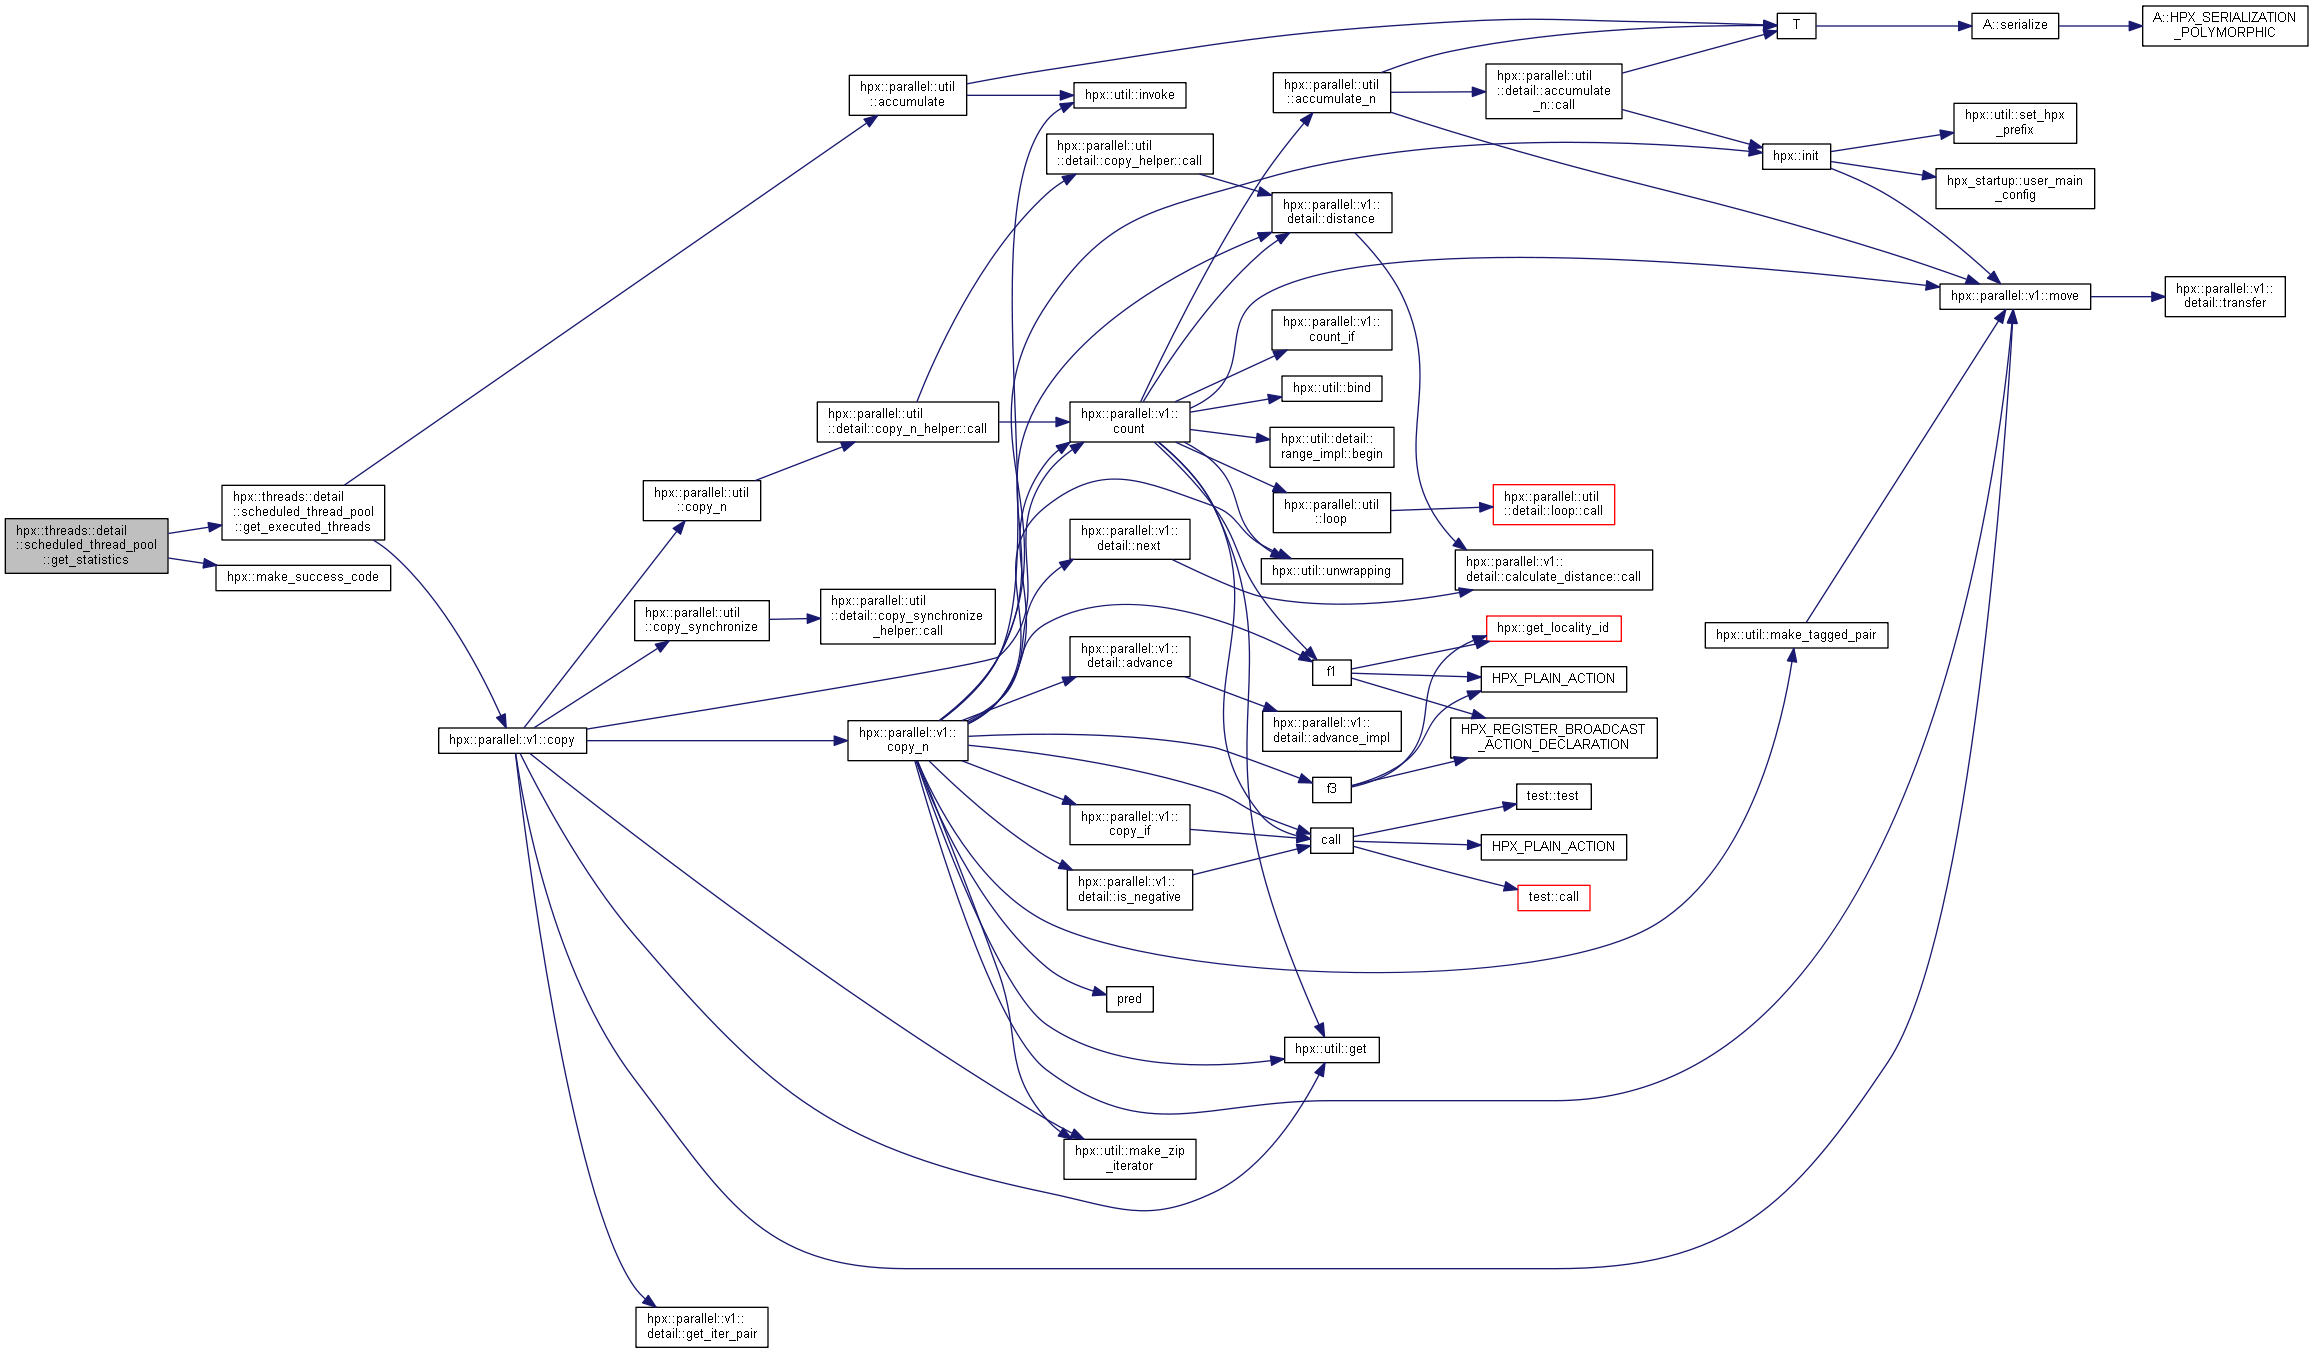 hpx::threads::detail
::scheduled_thread_pool
::get_statistics
hpx::threads::detail
::scheduled_thread_pool
::get_executed_threads
hpx::make_success_code
hpx::parallel::v1::copy
hpx::parallel::util
::copy_n
hpx::parallel::util
::copy_synchronize
hpx::parallel::v1::
detail::get_iter_pair
hpx::parallel::util
::accumulate
hpx::parallel::util
::detail::copy_n_helper::call
hpx::parallel::util
::detail::copy_synchronize
_helper::call
hpx::parallel::v1::
copy_n
hpx::util::invoke
hpx::parallel::util
::detail::copy_helper::call
hpx::parallel::v1::
count
hpx::parallel::v1::
detail::next
hpx::parallel::v1::
detail::advance
hpx::parallel::v1::
copy_if
hpx::parallel::v1::
detail::is_negative
pred
hpx::util::make_zip
_iterator
hpx::parallel::util
::accumulate_n
hpx::parallel::v1::
detail::distance
hpx::parallel::v1::
count_if
hpx::util::bind
hpx::util::detail::
range_impl::begin
hpx::parallel::util
::loop
hpx::util::unwrapping
f1
hpx::parallel::v1::
detail::advance_impl
f3
call
hpx::util::get
hpx::parallel::util
::detail::accumulate
_n::call
hpx::parallel::util
::detail::loop::call
hpx::parallel::v1::
detail::calculate_distance::call
hpx::get_locality_id
HPX_PLAIN_ACTION
HPX_REGISTER_BROADCAST
_ACTION_DECLARATION
test::test
HPX_PLAIN_ACTION
test::call
T
hpx::init
hpx::util::make_tagged_pair
A::serialize
hpx::util::set_hpx
_prefix
hpx_startup::user_main
_config
hpx::parallel::v1::move
A::HPX_SERIALIZATION
_POLYMORPHIC
hpx::parallel::v1::
detail::transfer